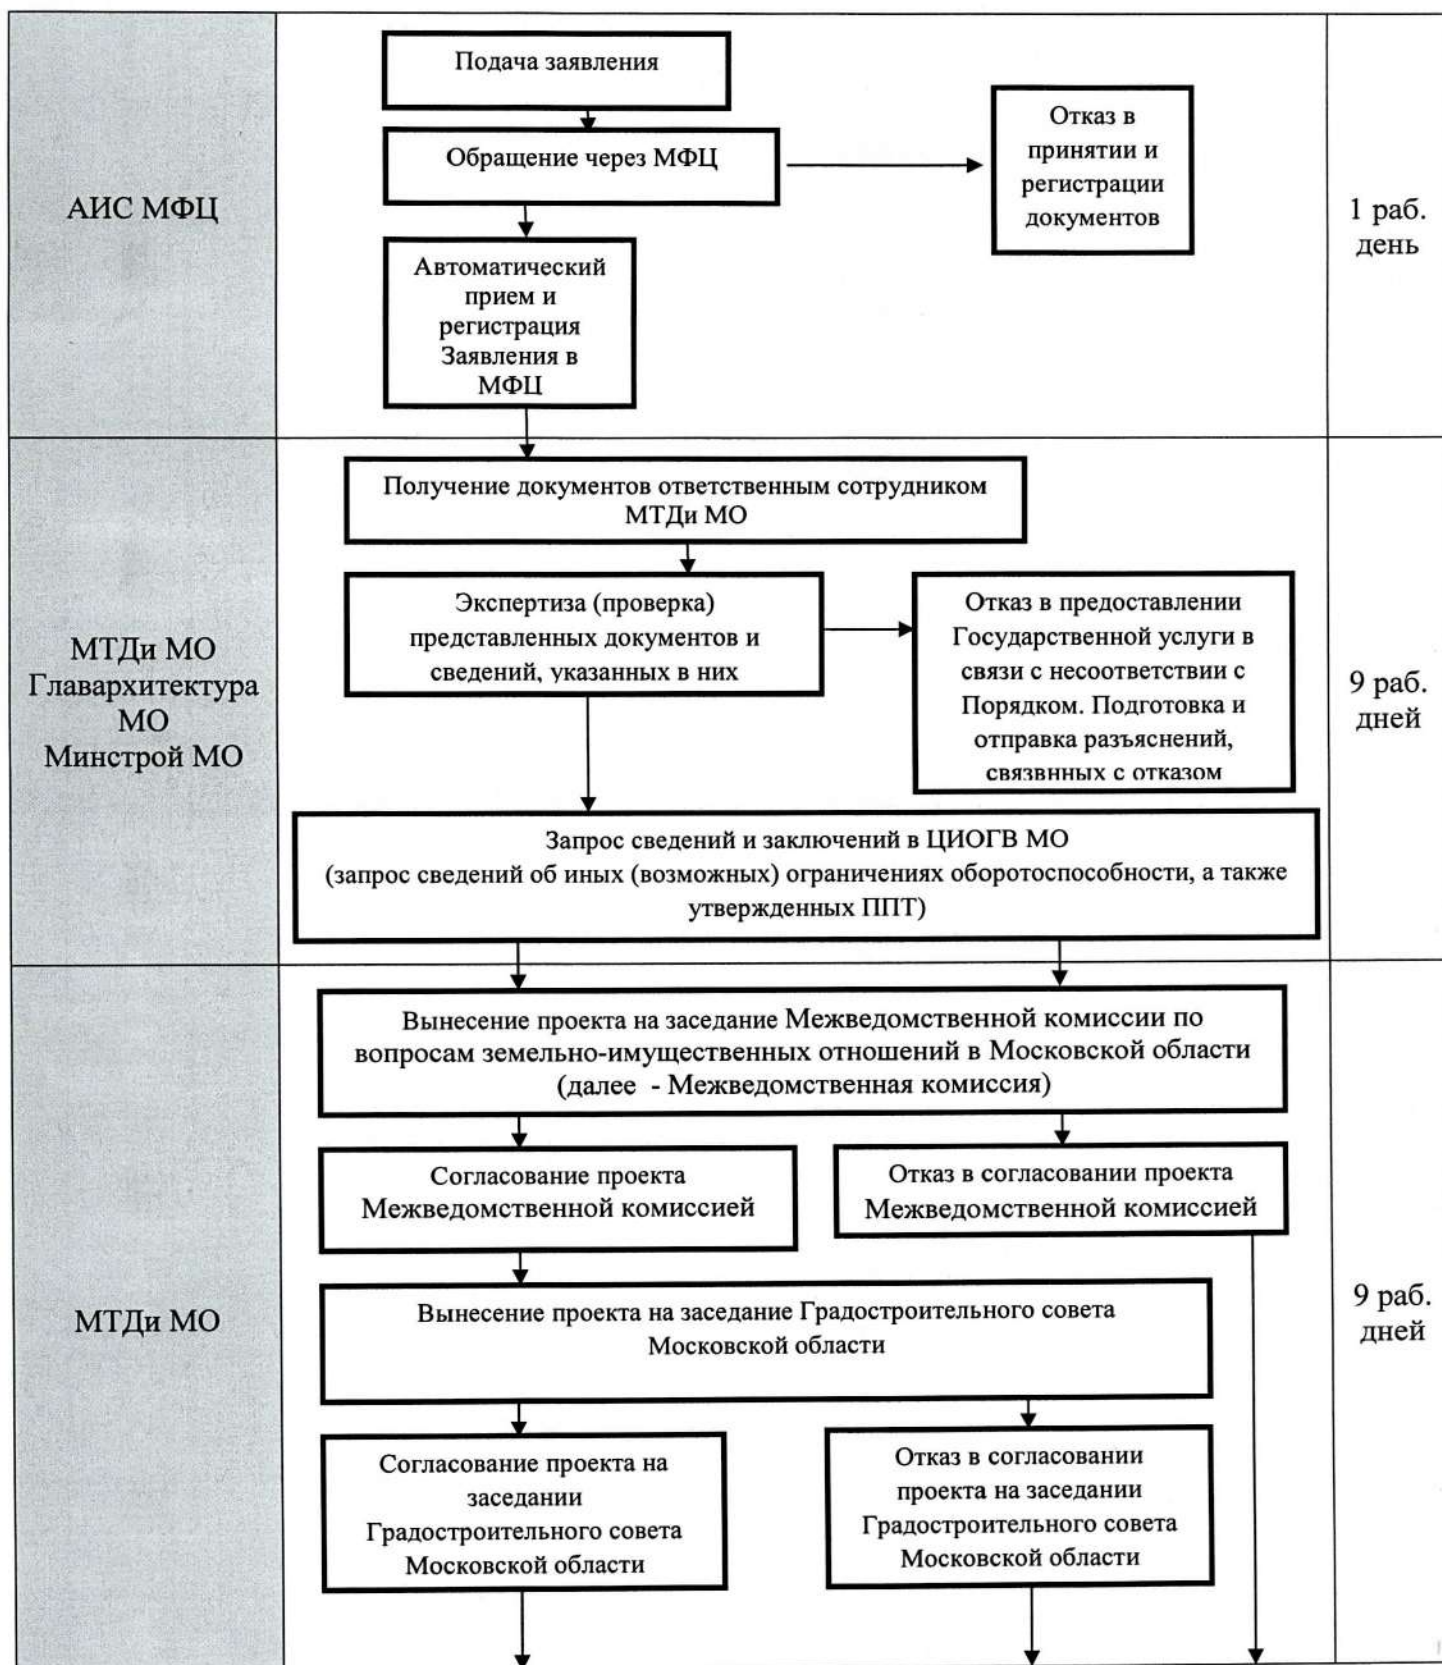 Подача заявления
Обращение через МФЦ
Отказ в
принятии и
регистрации
документов
АИС МФЦ
1 раб.
день
Автоматический
прием и
регистрация
Заявления в
МФЦ
Получение документов ответственным сотрудником
МТДи МО
Экспертиза (проверка)
представленных документов и
сведений, указанных в них
Отказ в предоставлении
Государственной услуги в
связи с несоответствии с
Порядком. Подготовка и
отправка разъяснений,
связвнных с отказом
МТДи МО
Главархитектура
МО
Минстрой МО
9 раб.
дней
Запрос сведений и заключений в ЦИОГВ МО
(запрос сведений об иных (возможных) ограничениях оборотоспособности, а также
утвержденных ППТ)
Вынесение проекта на заседание Межведомственной комиссии по
вопросам земельно-имущественных отношений в Московской области
(далее - Межведомственная комиссия)
Согласование проекта
Межведомственной комиссией
Отказ в согласовании проекта
Межведомственной комиссией
МТДи МО
9 раб.
дней
Вынесение проекта на заседание Градостроительного совета
Московской области
Согласование проекта на
заседании
Градостроительного совета
Московской области
Отказ в согласовании
проекта на заседании
Градостроительного совета
Московской области